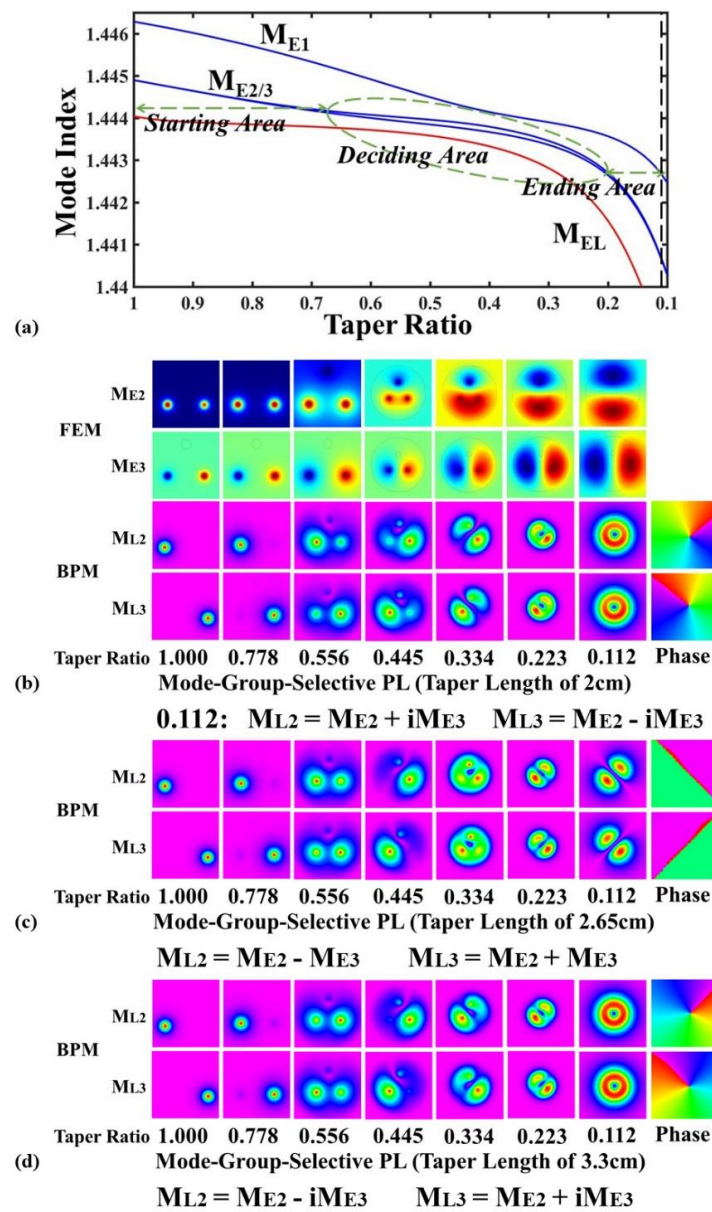 1.446
1.445
1.444
1.443
1.442
1.441
1.44
Mode Index
ME1
ME2/3
Starting Area
Deciding Area
Ending Area
MEL
1 0.9 0.8 0.7 0.6 0.5 0.4 0.3 0.2 0.1
(a) Taper Ratio
ME2
FEM
ME3
ML2
BPM
ML3
Taper Ratio 1.000 0.778 0.556 0.445 0.334 0.223 0.112 Phase
(b) Mode-Group-Selective PL (Taper Length of 2cm)
0.112: ML2 = ME2 + iME3 ML3 = ME2 - iME3
ML2
BPM
ML3
Taper Ratio 1.000 0.778 0.556 0.445 0.334 0.223 0.112 Phase
(c) Mode-Group-Selective PL (Taper Length of 2.65cm)
ML2 = ME2 - ME3 ML3 = ME2 + ME3
ML2
BPM
ML3
Taper Ratio 1.000 0.778 0.556 0.445 0.334 0.223 0.112 Phase
(d) Mode-Group-Selective PL (Taper Length of 3.3cm)
ML2 = ME2 - iME3 ML3 = ME2 + iME3